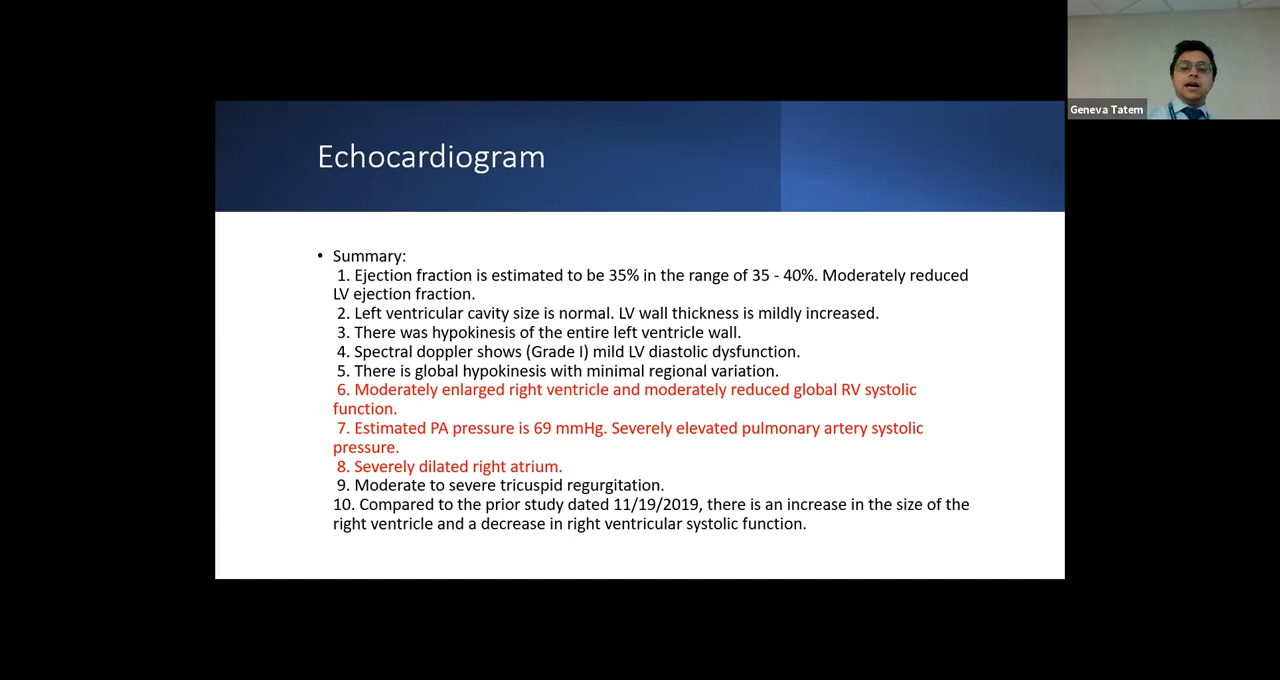 Geneva Tatem
Echocardiogram
• Summary:
1. Ejection fraction is estimated to be 35% in the range of 35 - 40%. Moderately reduced
LV ejection fraction.
2. Left ventricular cavity size is normal. LV wall thickness is mildly increased.
3. There was hypokinesis of the entire left ventricle wall.
4. Spectral doppler shows (Grade I) mild LV diastolic dysfunction.
5. There is global hypokinesis with minimal regional variation.
6. Moderately enlarged right ventricle and moderately reduced global RV systolic
function.
7. Estimated PA pressure is 69 mmHg. Severely elevated pulmonary artery systolic
pressure.
8. Severely dilated right atrium.
9. Moderate to severe tricuspid regurgitation.
10. Compared to the prior study dated 11/19/2019, there is an increase in the size of the
right ventricle and a decrease in right ventricular systolic function.